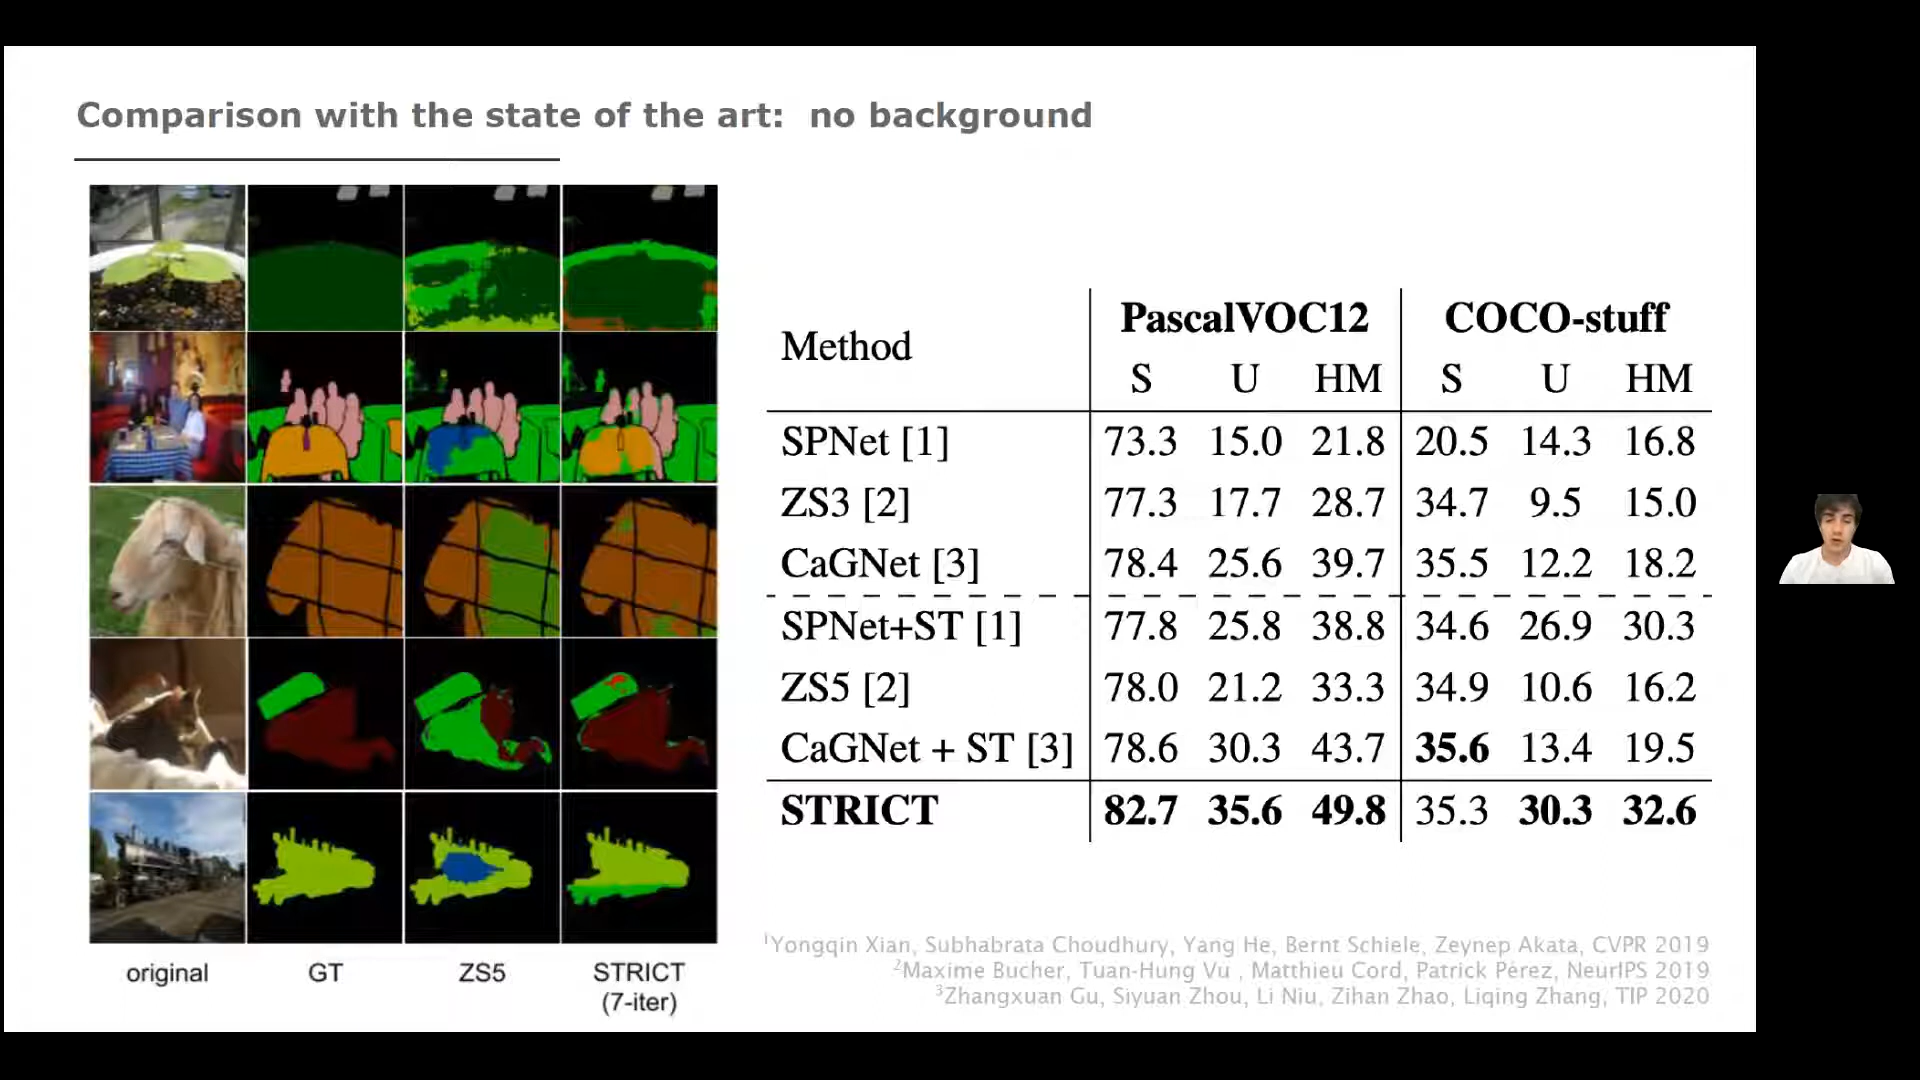 Comparison with the state of the art: no background
original GT ZS5 STRICT
(7-iter)
Method PascalVOC12 COCO-stuff
S U HM S U HM
SPNet [1] 73.3 15.0 21.8 20.5 14.3 16.8
ZS3 [2] 77.3 17.7 28.7 34.7 9.5 15.0
CaGNet [3] 78.4 25.6 39.7 35.5 12.2 18.2
SPNet+ST [1] 77.8 25.8 38.8 34.6 26.9 30.3
ZS5 [2] 78.0 21.2 33.3 34.9 10.6 16.2
CaGNet + ST [3] 78.6 30.3 43.7 35.6 13.4 19.5
STRICT 82.7 35.6 49.8 35.3 30.3 32.6
¹Yongqin Xian, Subhabrata Choudhury, Yang He, Bernt Schiele, Zeynep Akata, CVPR 2019
²Maxime Bucher, Tuan-Hung Vu , Matthieu Cord, Patrick Pérez, NeurIPS 2019
³Zhangxuan Gu, Siyuan Zhou, Li Niu, Zihan Zhao, Liqing Zhang, TIP 2020